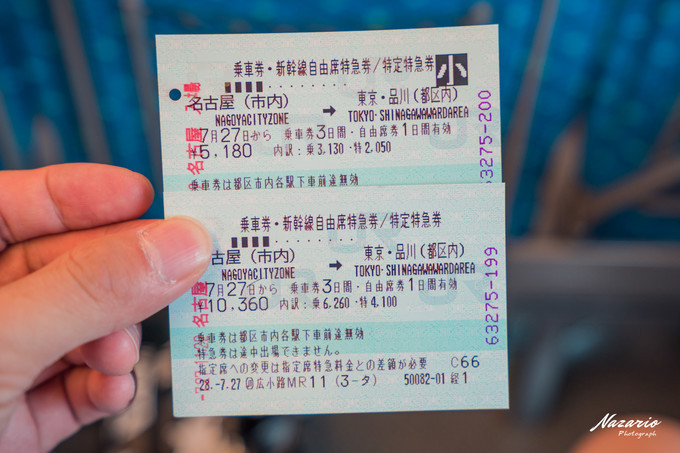 乗車券・新幹線自由席特急券/特定特急券
小
名古屋(市内) → 東京・品川(都区内)
NAGOYACITYZONE TOKYO·SHINAGAWAWARDAREA
7月27日から 乗車券3日間・自由席券1日間有効
5,180 内訳:乗3,130・特2,050
乗車券は都区市内各駅下車前途無効
63275-200
名古屋
乗車券・新幹線自由席特急券/特定特急券
名古屋(市内) → 東京・品川(都区内)
NAGOYACITYZONE TOKYO·SHINAGAWAWARDAREA
7月27日から 乗車券3日間・自由席券1日間有効
¥10,360 内訳:乗6,260・特4,100
乗車券は都区市内各駅下車前途無効
特急券は途中出場できません。
指定席への変更は指定席特急料金との差額が必要 C66
28.-7.27 広小路MR11 (3-タ) 50082-01
63275-199
名古屋
Nazario
Photograph